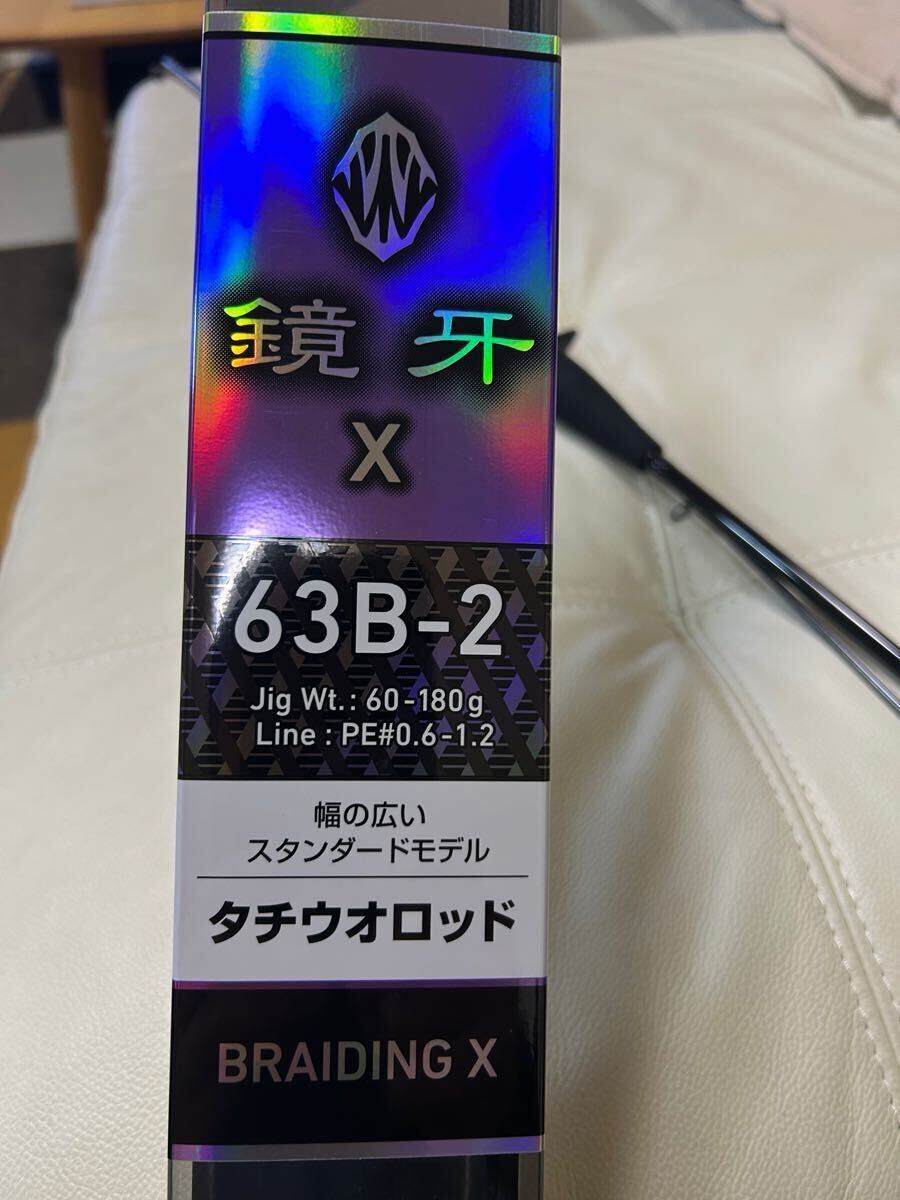 鏡牙
X
63B-2
Jig Wt.: 60-180g
Line : PE#0.6-1.2
幅の広い
スタンダードモデル
タチウオロッド
BRAIDING X